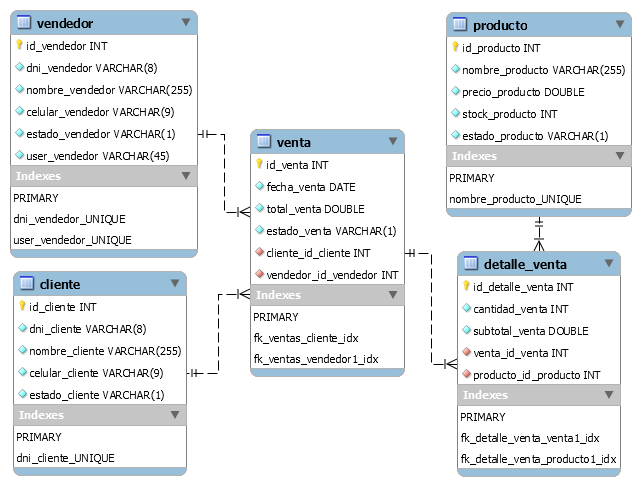 vendedor
id_vendedor INT
dni_vendedor VARCHAR(8)
nombre_vendedor VARCHAR(255)
celular_vendedor VARCHAR(9)
estado_vendedor VARCHAR(1)
user_vendedor VARCHAR(45)
Indexes
PRIMARY
dni_vendedor_UNIQUE
user_vendedor_UNIQUE
cliente
id_cliente INT
dni_cliente VARCHAR(8)
nombre_cliente VARCHAR(255)
celular_cliente VARCHAR(9)
estado_cliente VARCHAR(1)
Indexes
PRIMARY
dni_cliente_UNIQUE
venta
id_venta INT
fecha_venta DATE
total_venta DOUBLE
estado_venta VARCHAR(1)
cliente_id_cliente INT
vendedor_id_vendedor INT
Indexes
PRIMARY
fk_ventas_cliente_idx
fk_ventas_vendedor1_idx
producto
id_producto INT
nombre_producto VARCHAR(255)
precio_producto DOUBLE
stock_producto INT
estado_producto VARCHAR(1)
Indexes
PRIMARY
nombre_producto_UNIQUE
detalle_venta
id_detalle_venta INT
cantidad_venta INT
subtotal_venta DOUBLE
venta_id_venta INT
producto_id_producto INT
Indexes
PRIMARY
fk_detalle_venta_venta1_idx
fk_detalle_venta_producto1_idx